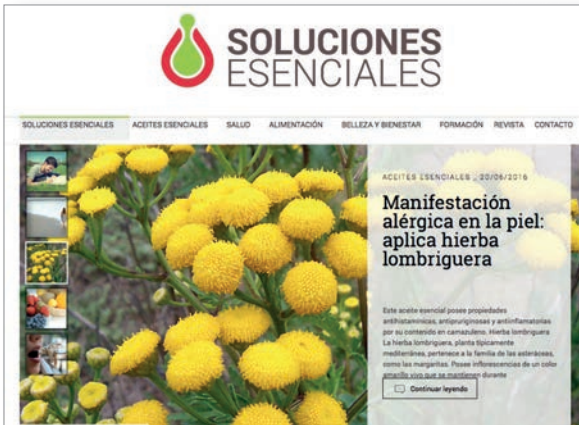 SOLUCIONES
ESENCIALES
SOLUCIONES ESENCIALES ACEITES ESENCIALES SALUD ALIMENTACIÓN BELLEZA Y BIENESTAR FORMACIÓN REVISTA CONTACTO
ACEITES ESENCIALES , 20/06/2016
Manifestación
alérgica en la piel:
aplica hierba
lombriguera
Este aceite esencial posee propiedades
antihistamínicas, antipruriginosas y antiinflamatorias
por su contenido en camazuleno. Hierba lombriguera
La hierba lombriguera, planta típicamente
mediterránea, pertenece a la familia de las asteráceas,
como las margaritas. Posee inflorescencias de un color
amarillo vivo que se mantienen durante
Continuar leyendo